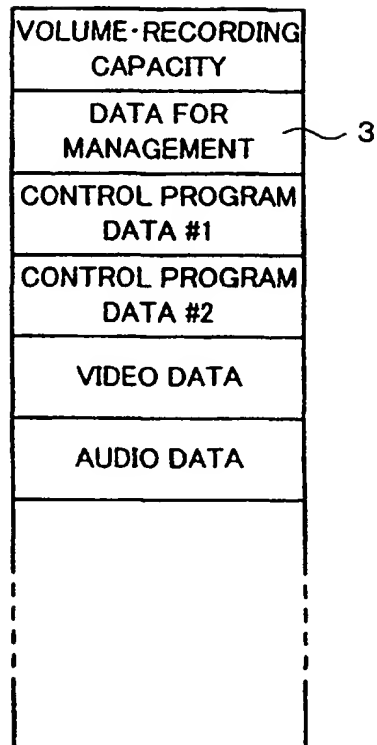 VOLUME·RECORDING
CAPACITY
DATA FOR
MANAGEMENT
3
CONTROL PROGRAM
DATA #1
CONTROL PROGRAM
DATA #2
VIDEO DATA
AUDIO DATA